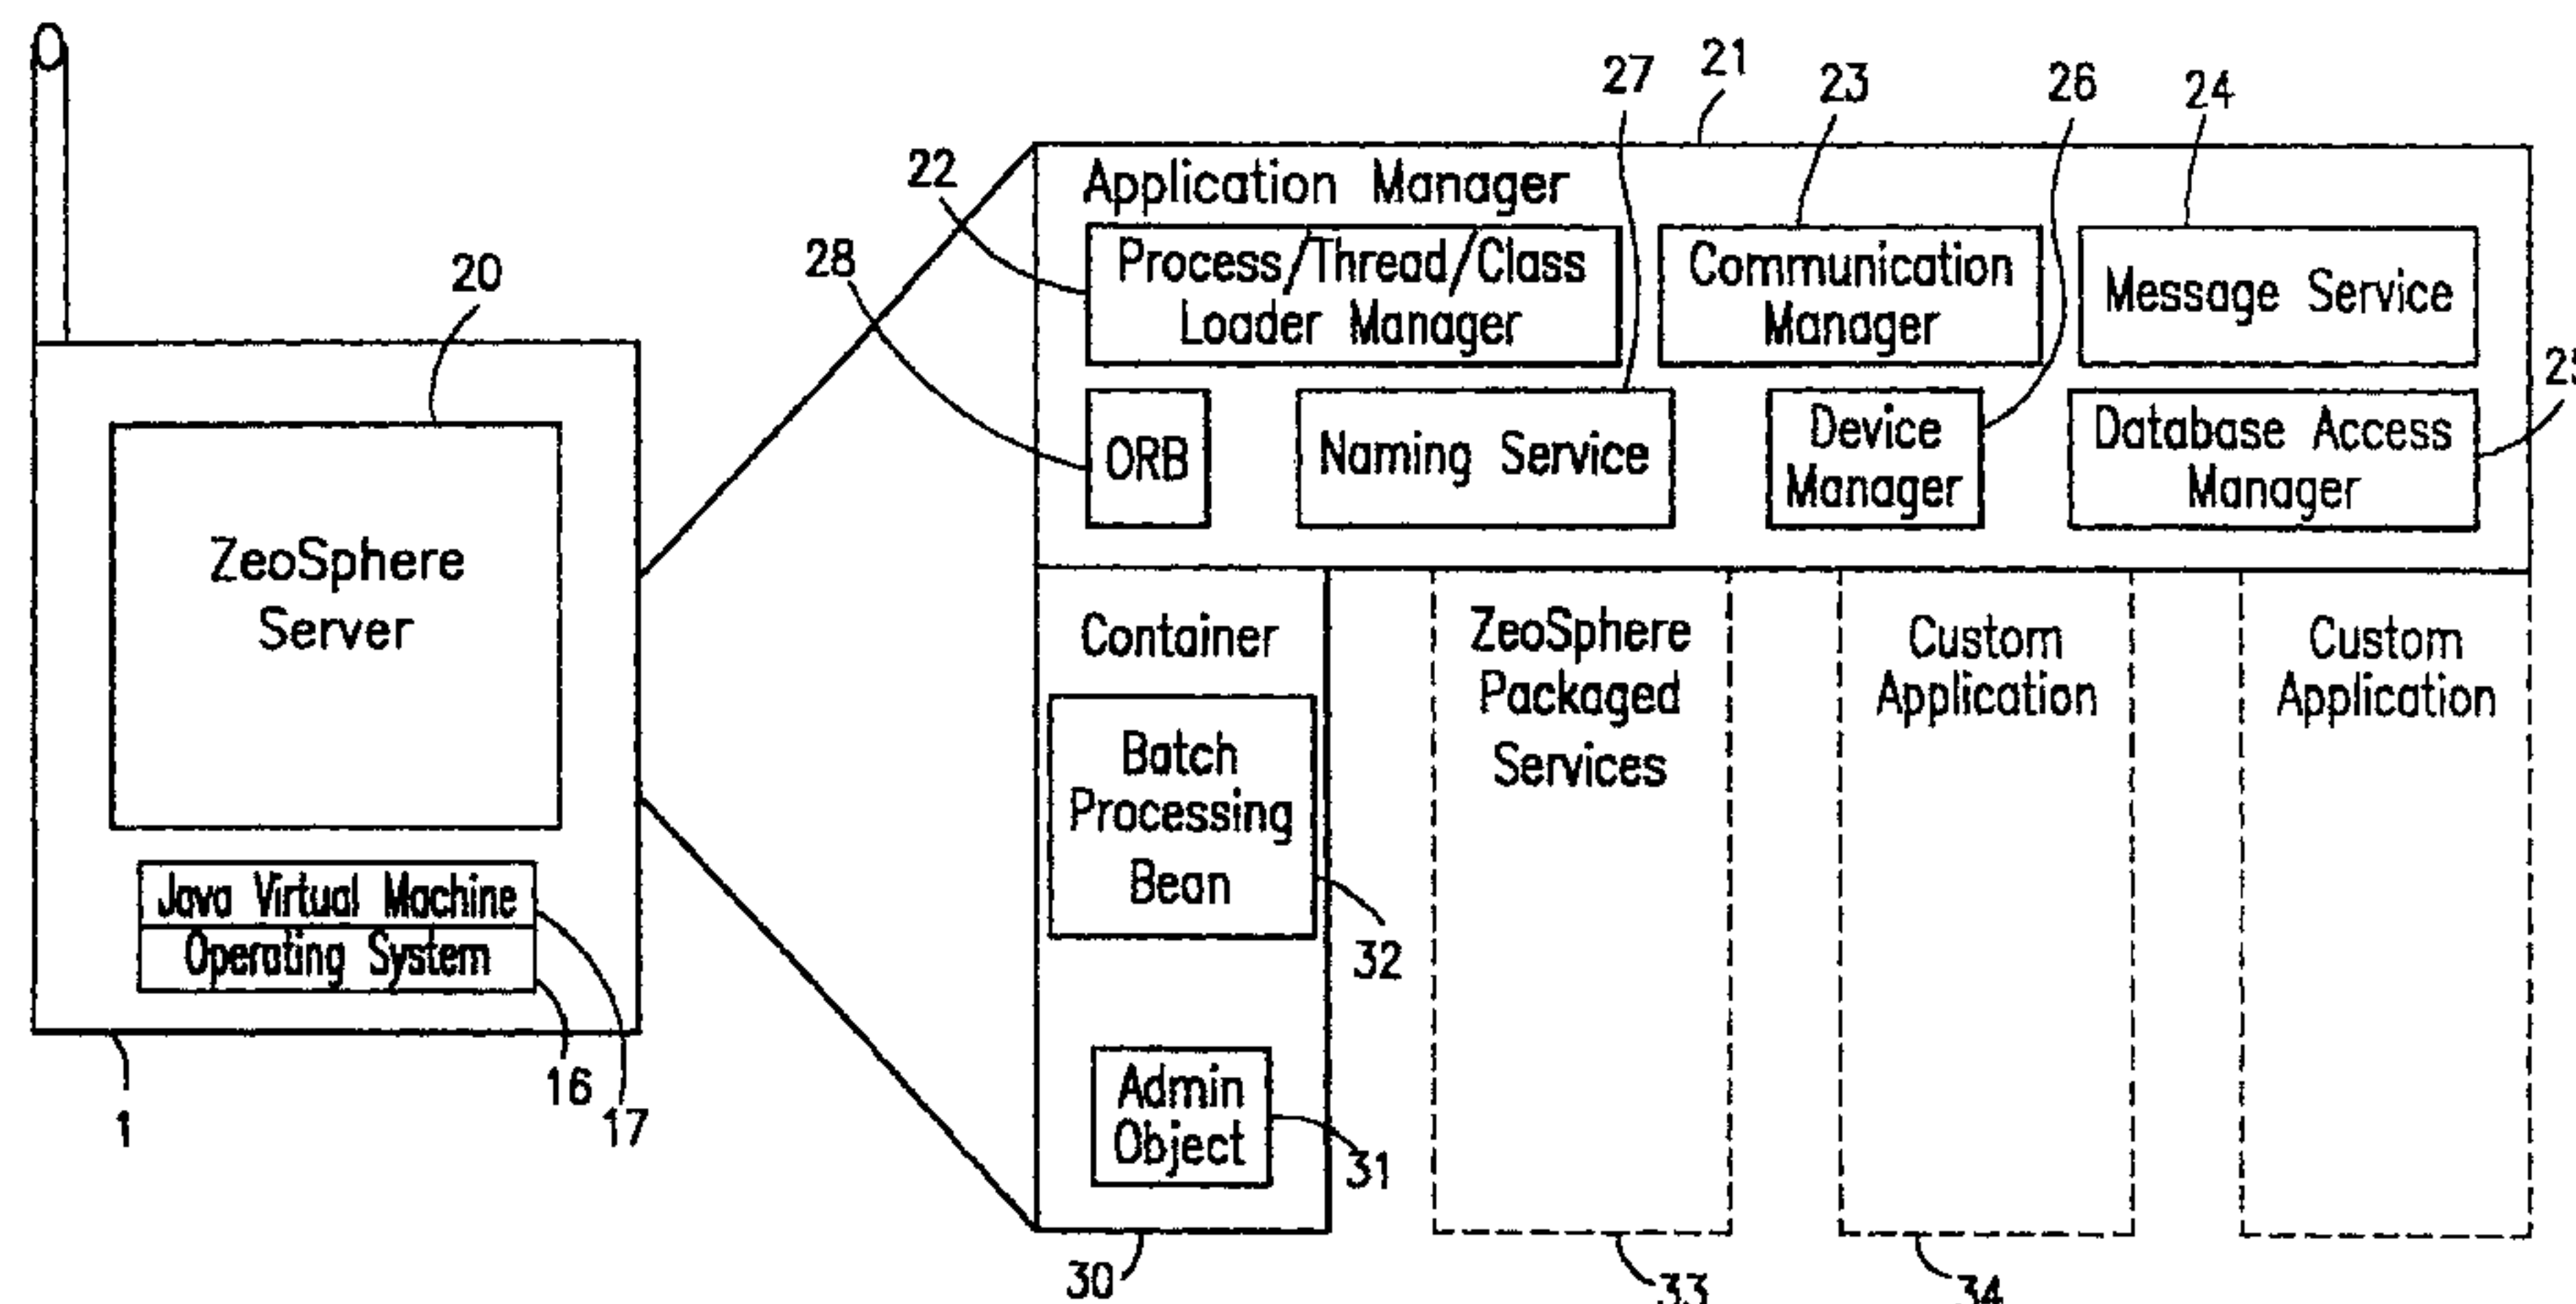 21
27
23
26
24
22
Application Manager
28
20
Process/Thread/Class
Loader Manager
Communication
Manager
Message Service
ORB
Naming Service
Device
Manager
Database Access
Manager
ZeoSphere
Server
Container
ZeoSphere
Packaged
Services
Custom
Application
Custom
Application
Batch
Processing
Bean
32
Java Virtual Machine
Operating System
Admin
Object
31
16
17
1
30
33
34